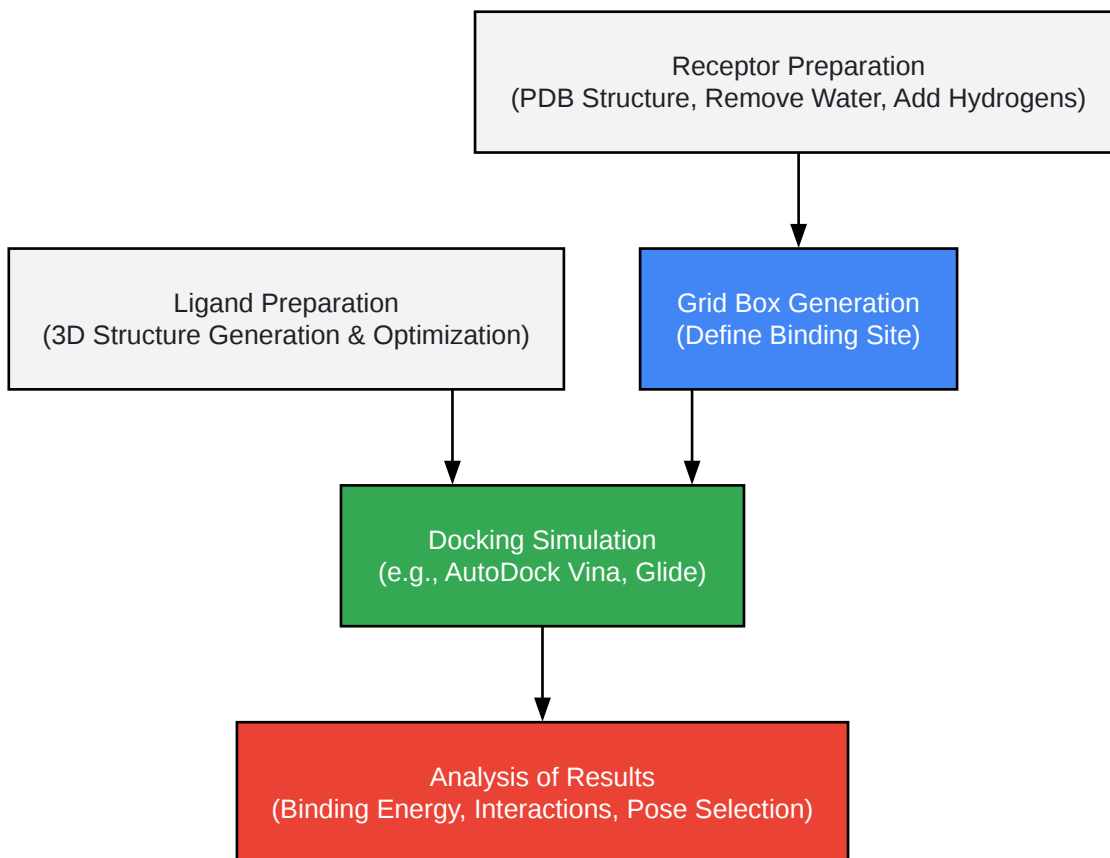 Receptor Preparation
(PDB Structure, Remove Water, Add Hydrogens)
Ligand Preparation
(3D Structure Generation & Optimization)
Grid Box Generation
(Define Binding Site)
Docking Simulation
(e.g., AutoDock Vina, Glide)
Analysis of Results
(Binding Energy, Interactions, Pose Selection)